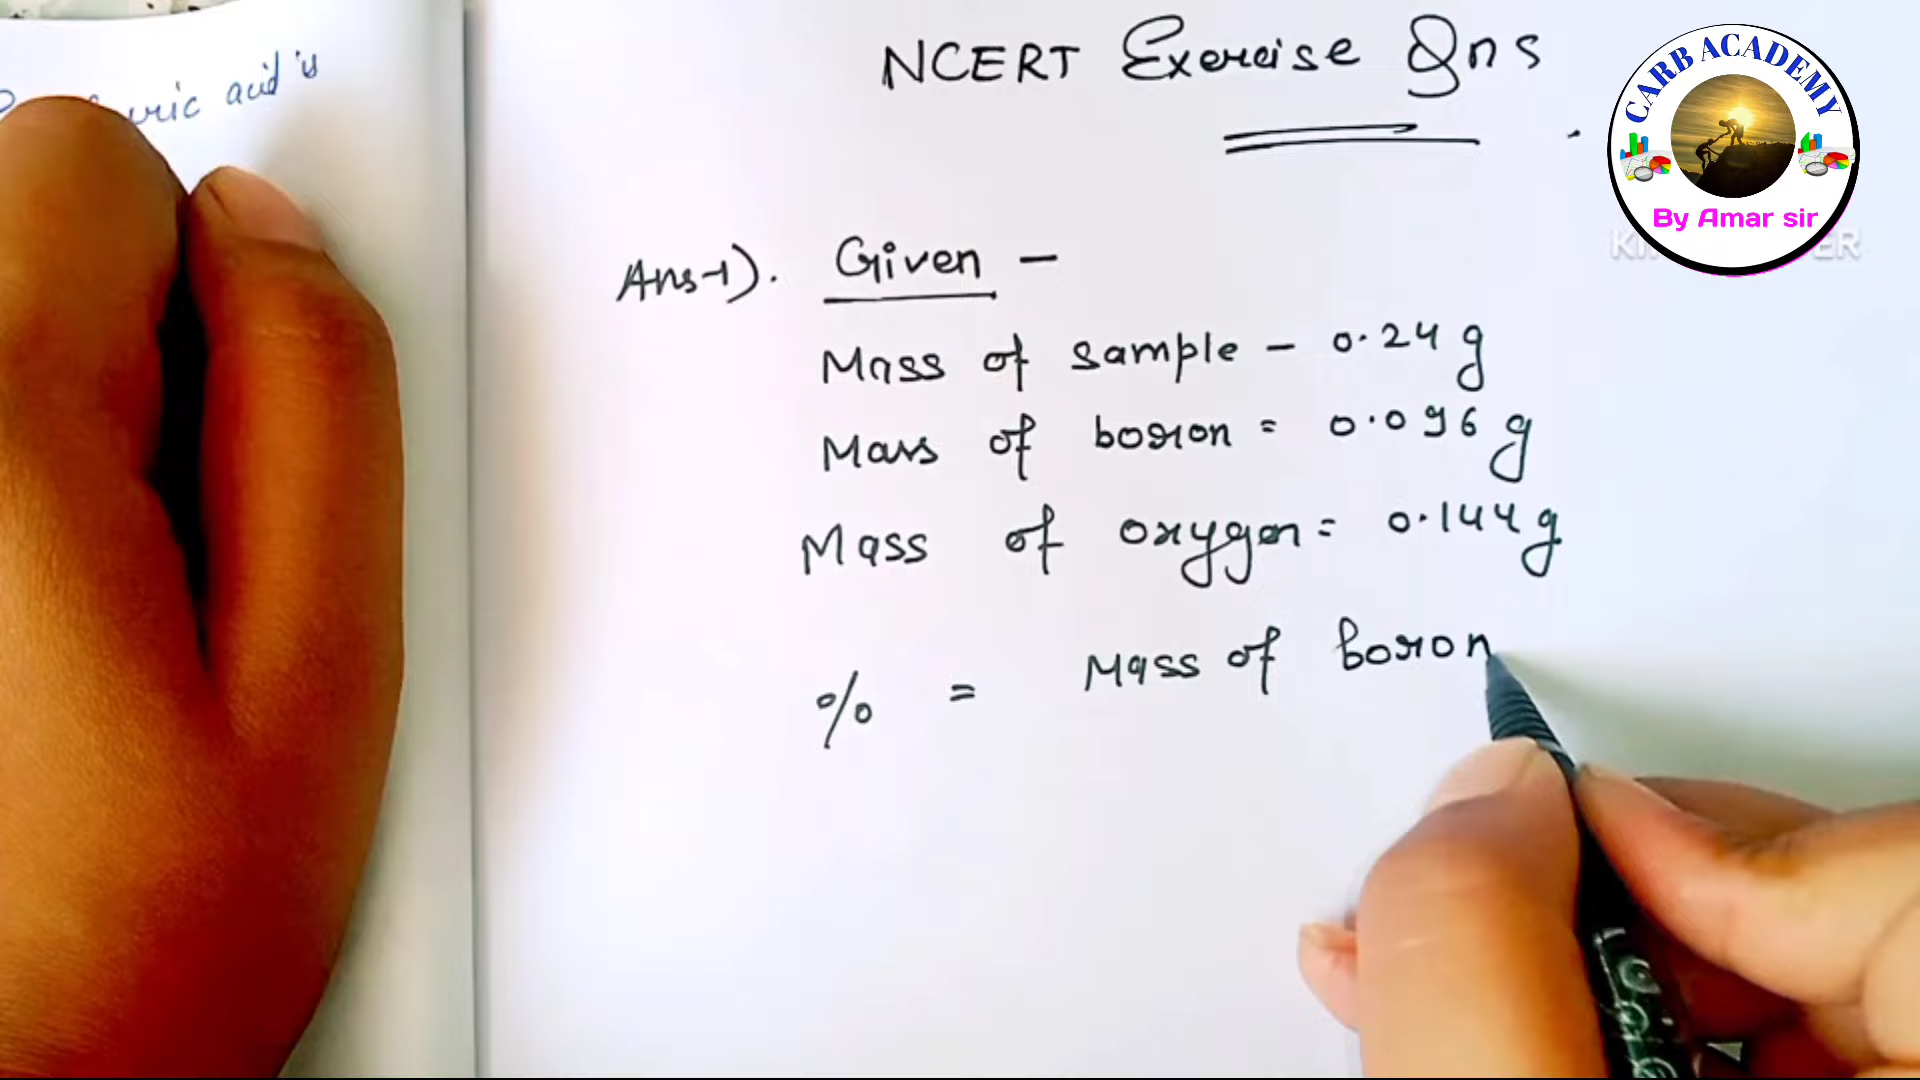 acid is
NCERT Exercise Qns
CARB ACADEMY
By Amar sir
Ans-1). Given -
Mass of sample - 0.24 g
Mass of boron = 0.096 g
Mass of oxygen = 0.144 g
% = Mass of boron